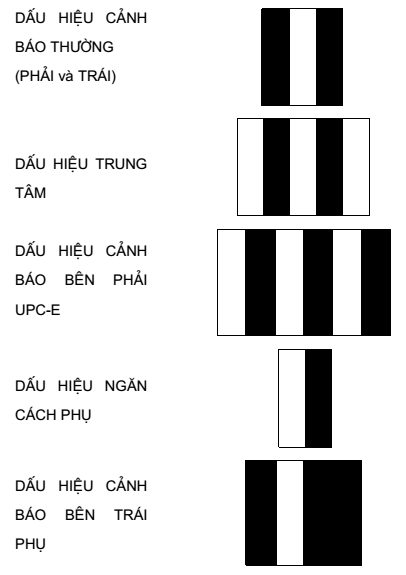 DẤU HIỆU CẢNH
BÁO THƯỜNG
(PHẢI và TRÁI)
DẤU HIỆU TRUNG
TÂM
DẤU HIỆU CẢNH
BÁO BÊN PHẢI
UPC-E
DẤU HIỆU NGĂN
CÁCH PHỤ
DẤU HIỆU CẢNH
BÁO BÊN TRÁI
PHỤ